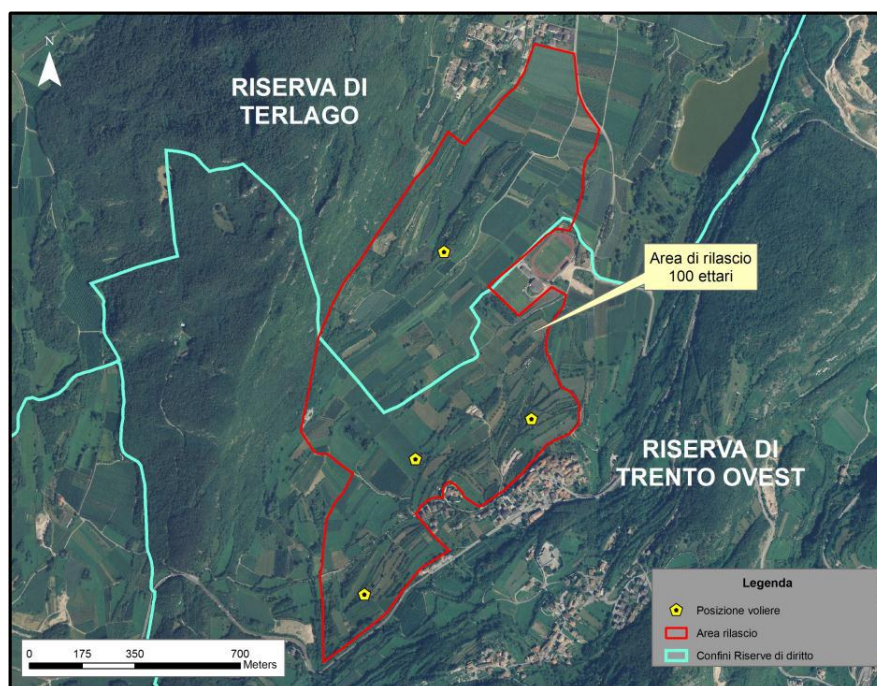 N
RISERVA DI
TERLAGO
Area di rilascio
100 ettari
RISERVA DI
TRENTO OVEST
Legenda
Posizione voliere
Area rilascio
Confini Riserve di diritto
0 175 350 700
Meters